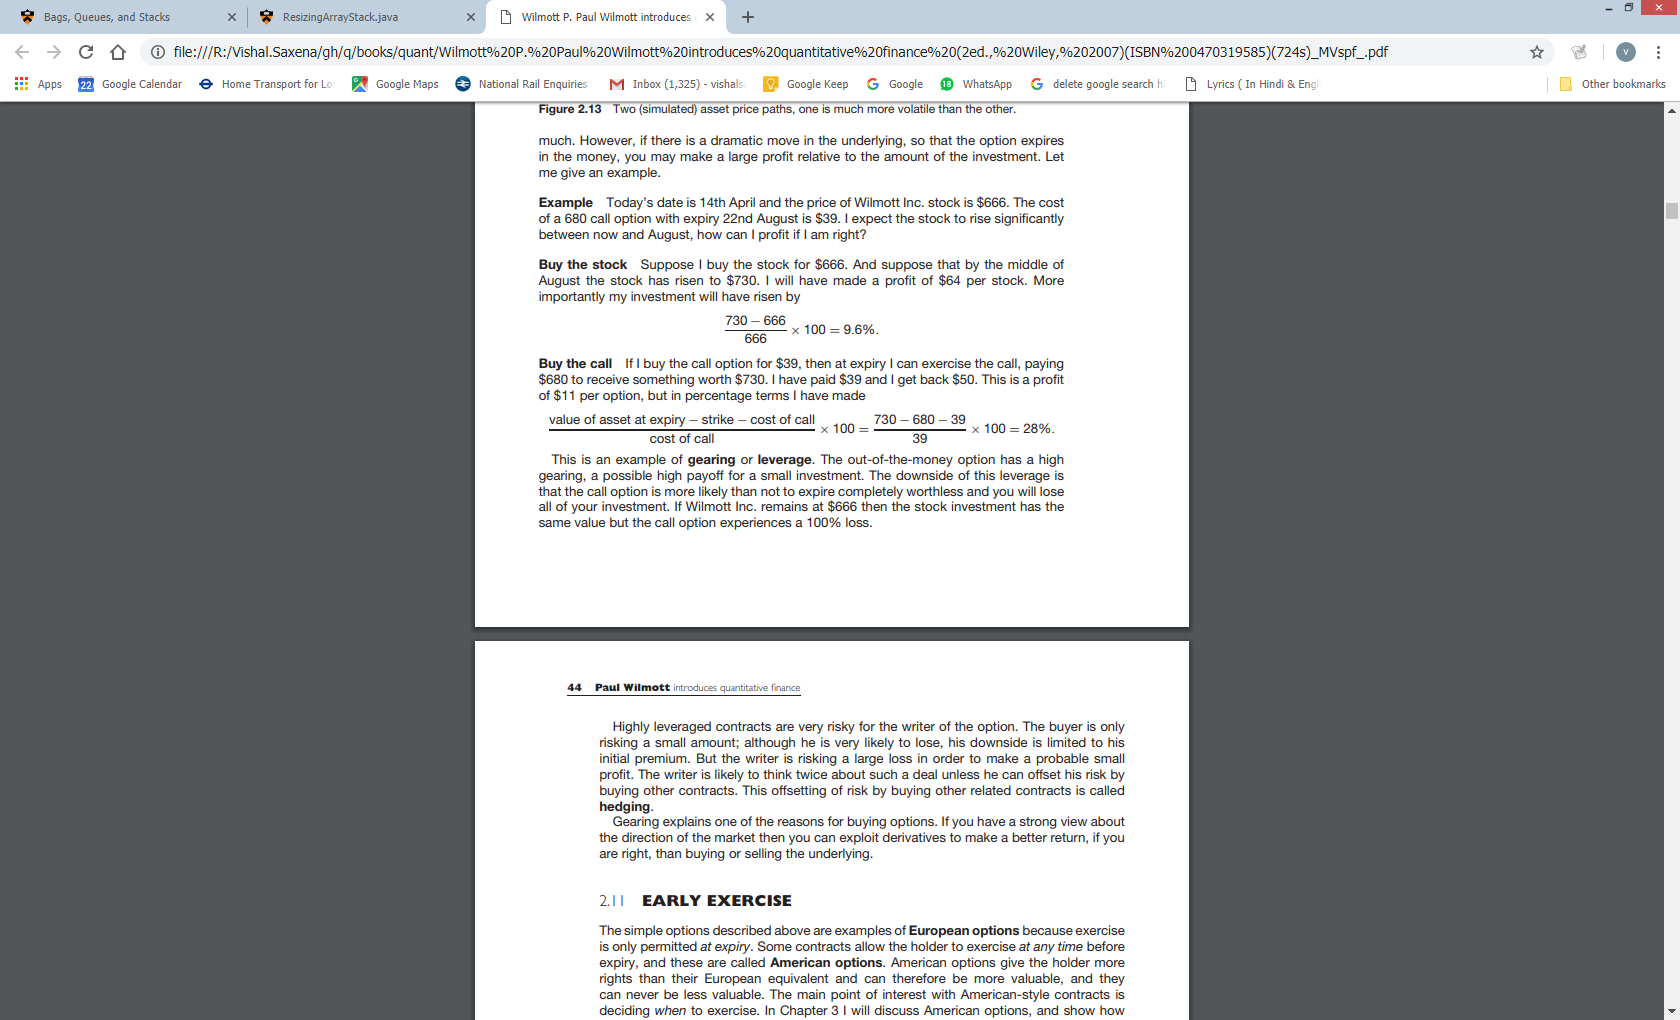 Bags, Queues, and Stacks
ResizingArrayStack.java
Wilmott P. Paul Wilmott introduces
file:///R:/Vishal.Saxena/gh/q/books/quant/Wilmott%20P.%20Paul%20Wilmott%20introduces%20quantitative%20finance%20(2ed.,%20Wiley,%202007)(ISBN%200470319585)(724s)_MVspf_.pdf
V
Apps
22 Google Calendar
Home Transport for Lo
Google Maps
National Rail Enquiries
Inbox (1,325) - vishals
Google Keep
Google
18 WhatsApp
delete google search hi
Lyrics ( In Hindi & Engl
Other bookmarks
Figure 2.13 Two (simulated) asset price paths, one is much more volatile than the other.
much. However, if there is a dramatic move in the underlying, so that the option expires
in the money, you may make a large profit relative to the amount of the investment. Let
me give an example.
Example Today's date is 14th April and the price of Wilmott Inc. stock is $666. The cost
of a 680 call option with expiry 22nd August is $39. I expect the stock to rise significantly
between now and August, how can I profit if I am right?
Buy the stock Suppose I buy the stock for $666. And suppose that by the middle of
August the stock has risen to $730. I will have made a profit of $64 per stock. More
importantly my investment will have risen by
730 – 666
× 100 = 9.6%.
666
Buy the call If I buy the call option for $39, then at expiry I can exercise the call, paying
$680 to receive something worth $730. I have paid $39 and I get back $50. This is a profit
of $11 per option, but in percentage terms I have made
value of asset at expiry – strike – cost of call 730 – 680 – 39
× 100 = × 100 = 28%.
cost of call 39
This is an example of gearing or leverage. The out-of-the-money option has a high
gearing, a possible high payoff for a small investment. The downside of this leverage is
that the call option is more likely than not to expire completely worthless and you will lose
all of your investment. If Wilmott Inc. remains at $666 then the stock investment has the
same value but the call option experiences a 100% loss.
44 Paul Wilmott introduces quantitative finance
Highly leveraged contracts are very risky for the writer of the option. The buyer is only
risking a small amount; although he is very likely to lose, his downside is limited to his
initial premium. But the writer is risking a large loss in order to make a probable small
profit. The writer is likely to think twice about such a deal unless he can offset his risk by
buying other contracts. This offsetting of risk by buying other related contracts is called
hedging.
Gearing explains one of the reasons for buying options. If you have a strong view about
the direction of the market then you can exploit derivatives to make a better return, if you
are right, than buying or selling the underlying.
2.11 EARLY EXERCISE
The simple options described above are examples of European options because exercise
is only permitted at expiry. Some contracts allow the holder to exercise at any time before
expiry, and these are called American options. American options give the holder more
rights than their European equivalent and can therefore be more valuable, and they
can never be less valuable. The main point of interest with American-style contracts is
deciding when to exercise. In Chapter 3 I will discuss American options, and show how